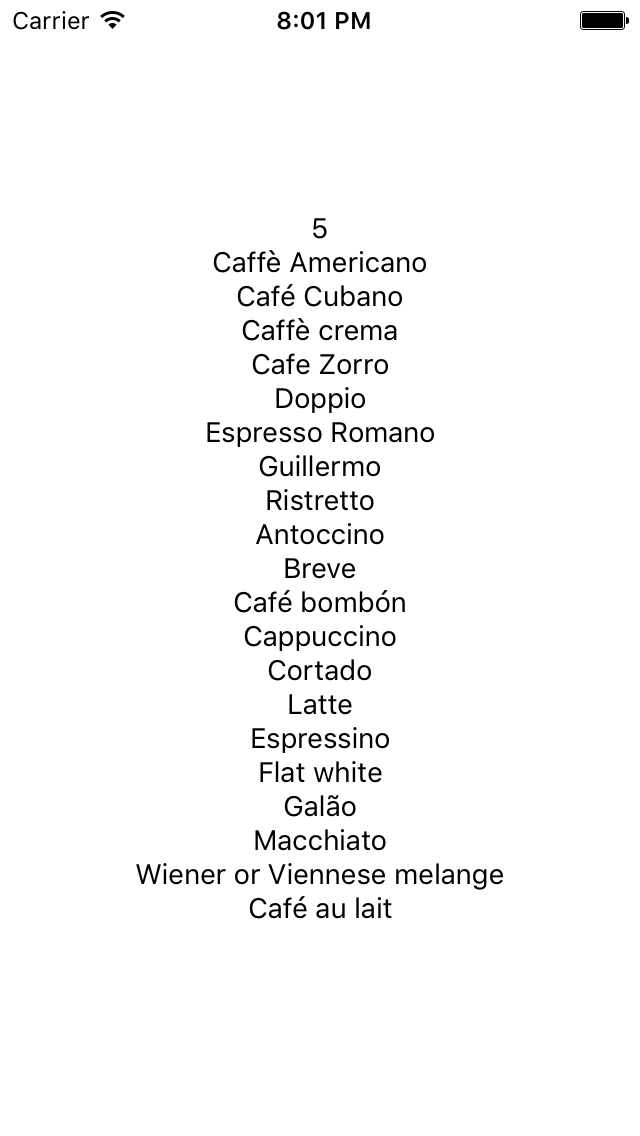 Carrier 8:01 PM
5
Caffè Americano
Café Cubano
Caffè crema
Cafe Zorro
Doppio
Espresso Romano
Guillermo
Ristretto
Antoccino
Breve
Café bombón
Cappuccino
Cortado
Latte
Espressino
Flat white
Galão
Macchiato
Wiener or Viennese melange
Café au lait